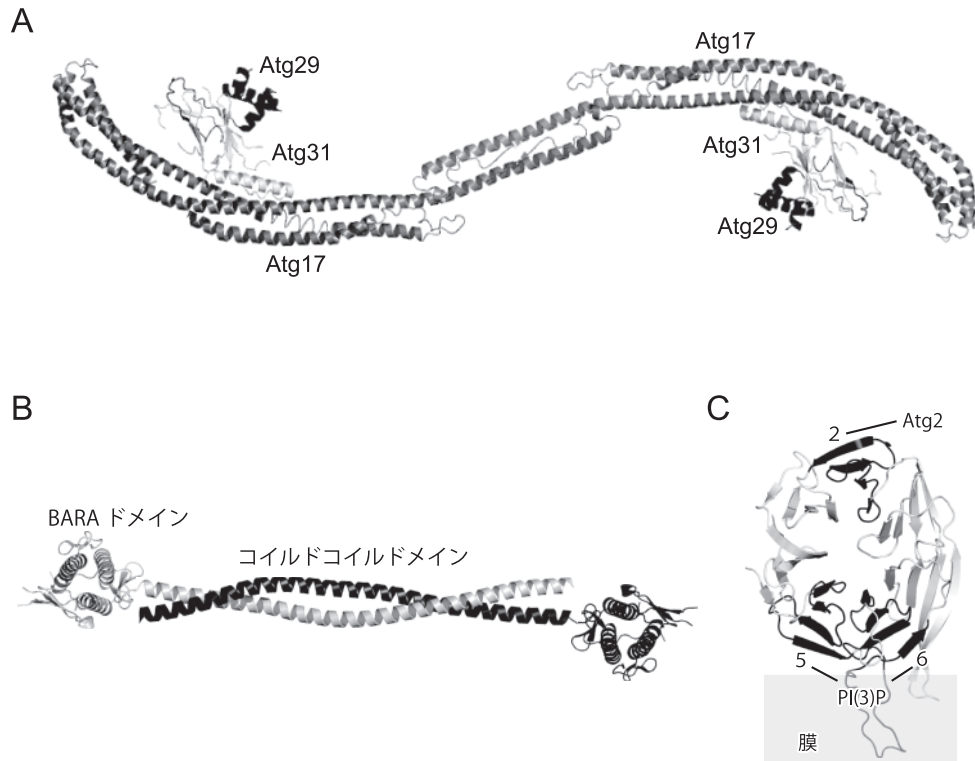 A
Atg29
Atg31
Atg17
Atg17
Atg31
Atg29
B
BARA ドメイン
コイルドコイルドメイン
C
2
Atg2
5
6
PI(3)P
膜